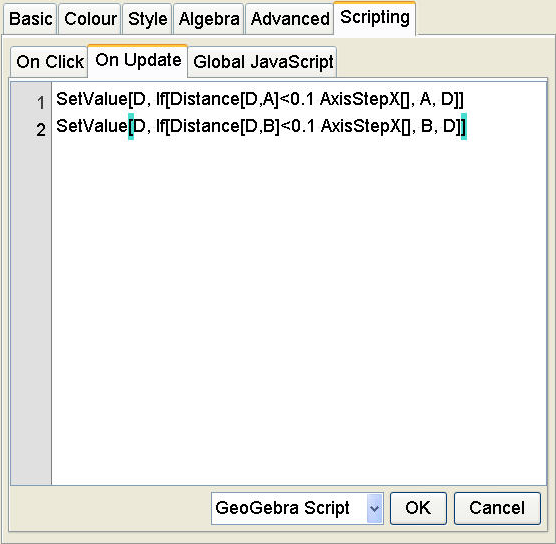 Basic Colour Style Algebra Advanced Scripting
On Click On Update Global JavaScript
1 SetValue[D, If[Distance[D,A]<0.1 AxisStepX[], A, D]]
2 SetValue[D, If[Distance[D,B]<0.1 AxisStepX[], B, D]]
GeoGebra Script OK Cancel